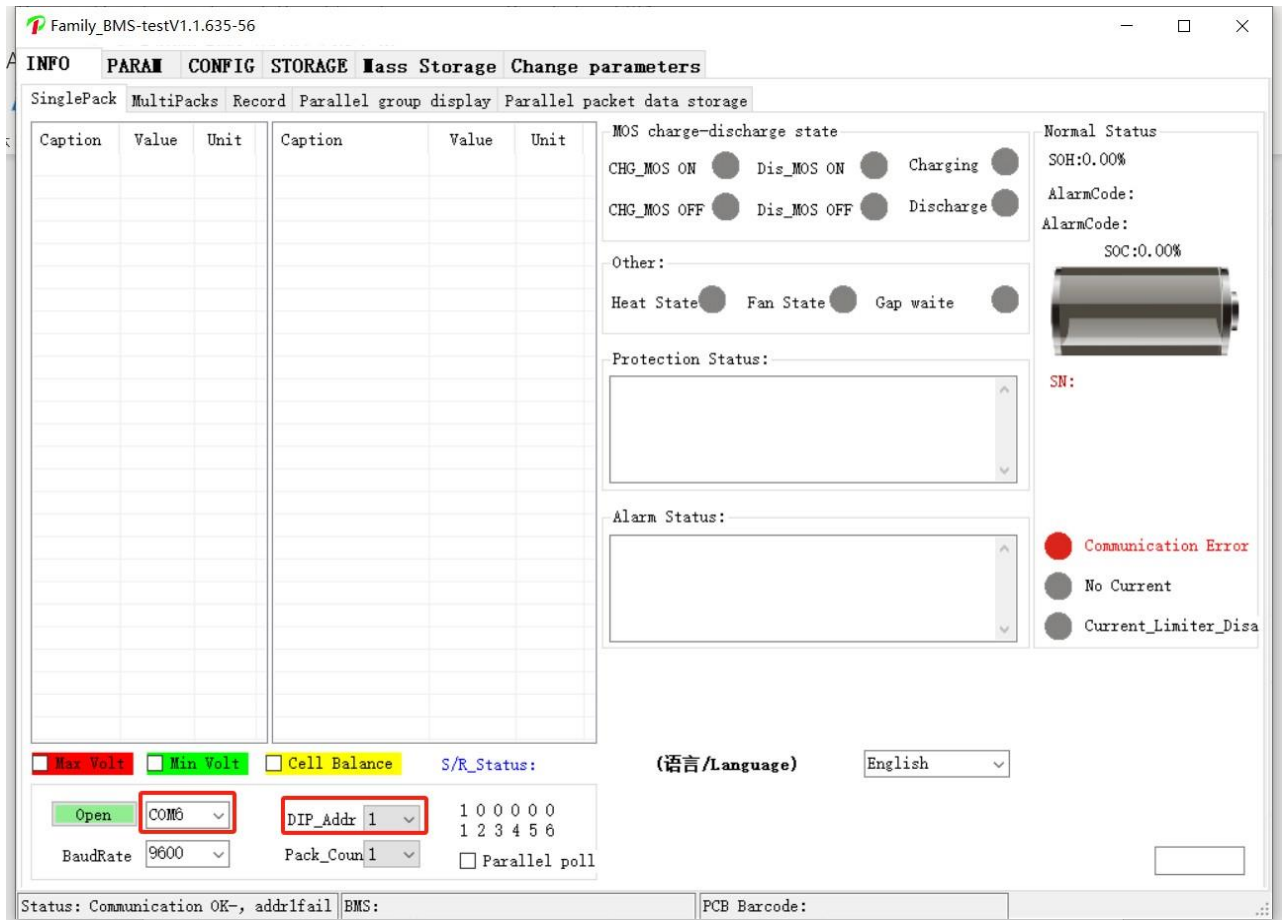 Family_BMS-testV1.1.635-56
INFO PARAM CONFIG STORAGE Mass Storage Change parameters
SinglePack MultiPacks Record Parallel group display Parallel packet data storage
Caption Value Unit Caption Value Unit
MOS charge-discharge state
CHG_MOS ON Dis_MOS ON Charging
CHG_MOS OFF Dis_MOS OFF Discharge
Other:
Heat State Fan State Gap waite
Protection Status:
Alarm Status:
Normal Status
SOH:0.00%
AlarmCode:
AlarmCode:
SOC:0.00%
SN:
Communication Error
No Current
Current_Limiter_Disa
Max Volt Min Volt Cell Balance S/R_Status: (语言/Language) English
Open COM6 DIP_Addr 1 1 0 0 0 0 0
1 2 3 4 5 6
BaudRate 9600 Pack_Coun 1 Parallel poll
Status: Communication OK-, addr1fail BMS: PCB Barcode: